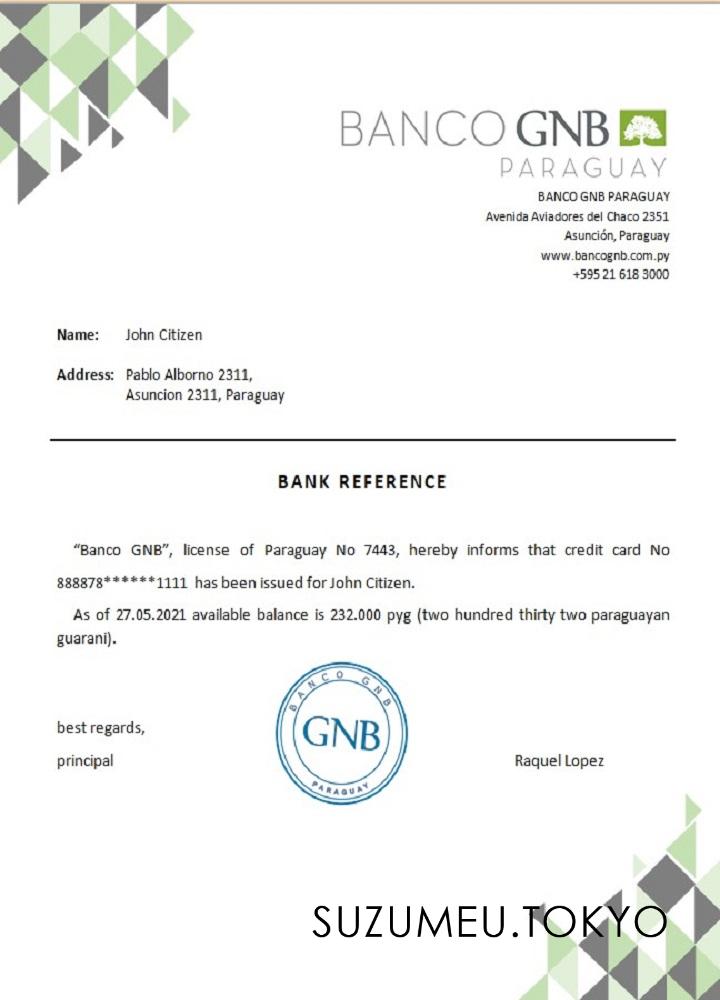 BANCO GNB
PARAGUAY
BANCO GNB PARAGUAY
Avenida Aviadores del Chaco 2351
Asunción, Paraguay
www.bancognb.com.py
+595 21 618 3000
Name: John Citizen
Address: Pablo Alborno 2311,
Asuncion 2311, Paraguay
BANK REFERENCE
“Banco GNB”, license of Paraguay No 7443, hereby informs that credit card No
888878******1111 has been issued for John Citizen.
As of 27.05.2021 available balance is 232.000 pyg (two hundred thirty two paraguayan
guarani).
BANCO GNB
GNB
PARAGUAY
best regards,
principal Raquel Lopez
SUZUMEU.TOKYO